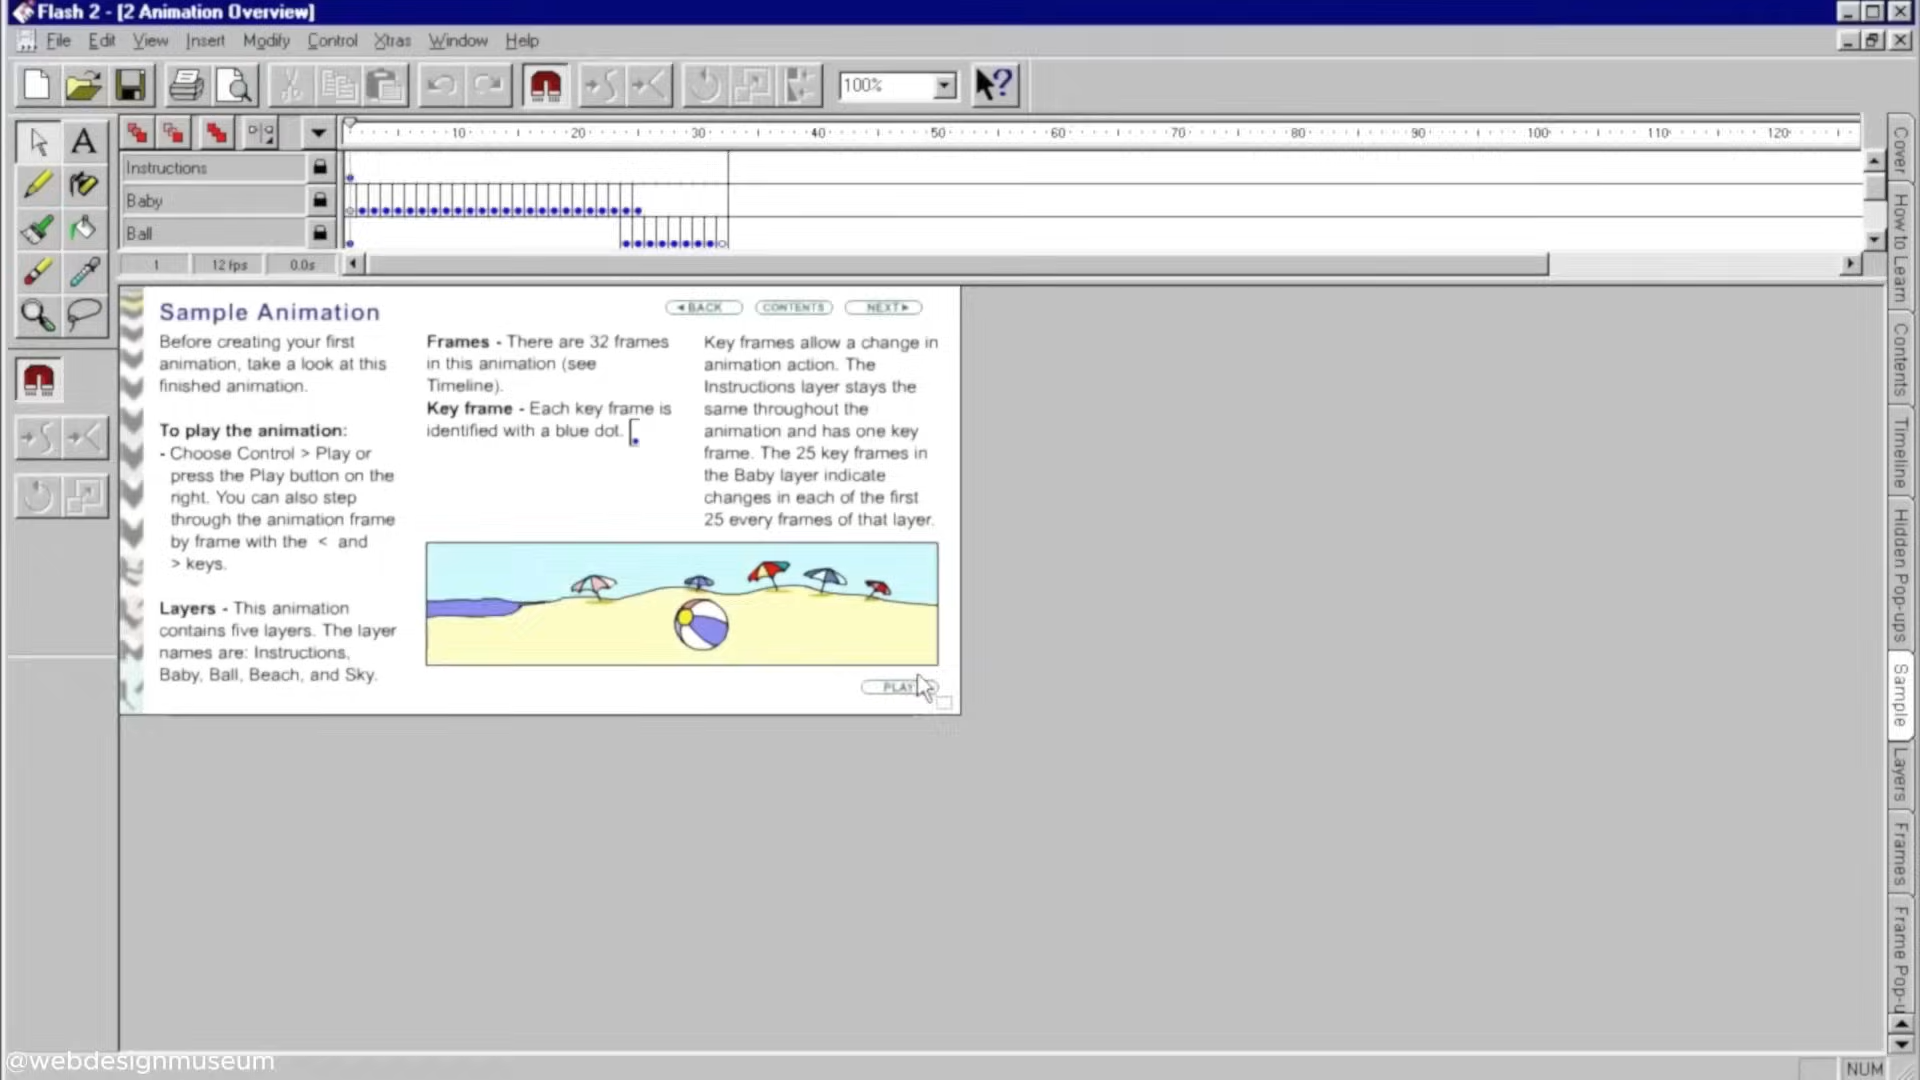 Flash 2 - [2 Animation Overview]
File Edit View Insert Modify Control Xtras Window Help
100%
A
10 20 30 40 50 60 70 80 90 100 110 120
Instructions
Baby
Ball
1 12 fps 0.0s
Sample Animation
Before creating your first
animation, take a look at this
finished animation.
To play the animation:
- Choose Control > Play or
press the Play button on the
right. You can also step
through the animation frame
by frame with the < and
> keys.
Layers - This animation
contains five layers. The layer
names are: Instructions,
Baby, Ball, Beach, and Sky.
BACK CONTENTS NEXT
Frames - There are 32 frames
in this animation (see
Timeline).
Key frame - Each key frame is
identified with a blue dot.
Key frames allow a change in
animation action. The
Instructions layer stays the
same throughout the
animation and has one key
frame. The 25 key frames in
the Baby layer indicate
changes in each of the first
25 every frames of that layer.
PLAY
Cover
How to Learn
Contents
Timeline
Hidden Pop-ups
Sample
Layers
Frames
Frame Pop-u
@webdesignmuseum
NUM